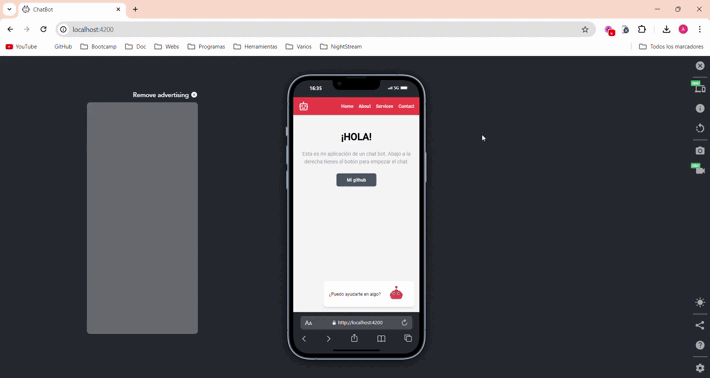 ChatBot
localhost:4200
YouTube
GitHub
Bootcamp
Doc
Webs
Programas
Herramientas
Varios
NightStream
Todos los marcadores
Remove advertising
16:35
5G
Home
About
Services
Contact
¡HOLA!
Esta es mi aplicación de un chat bot. Abajo a la
derecha tienes el botón para empezar el chat.
Mi github
¿Puedo ayudarte en algo?
AA
http://localhost:4200